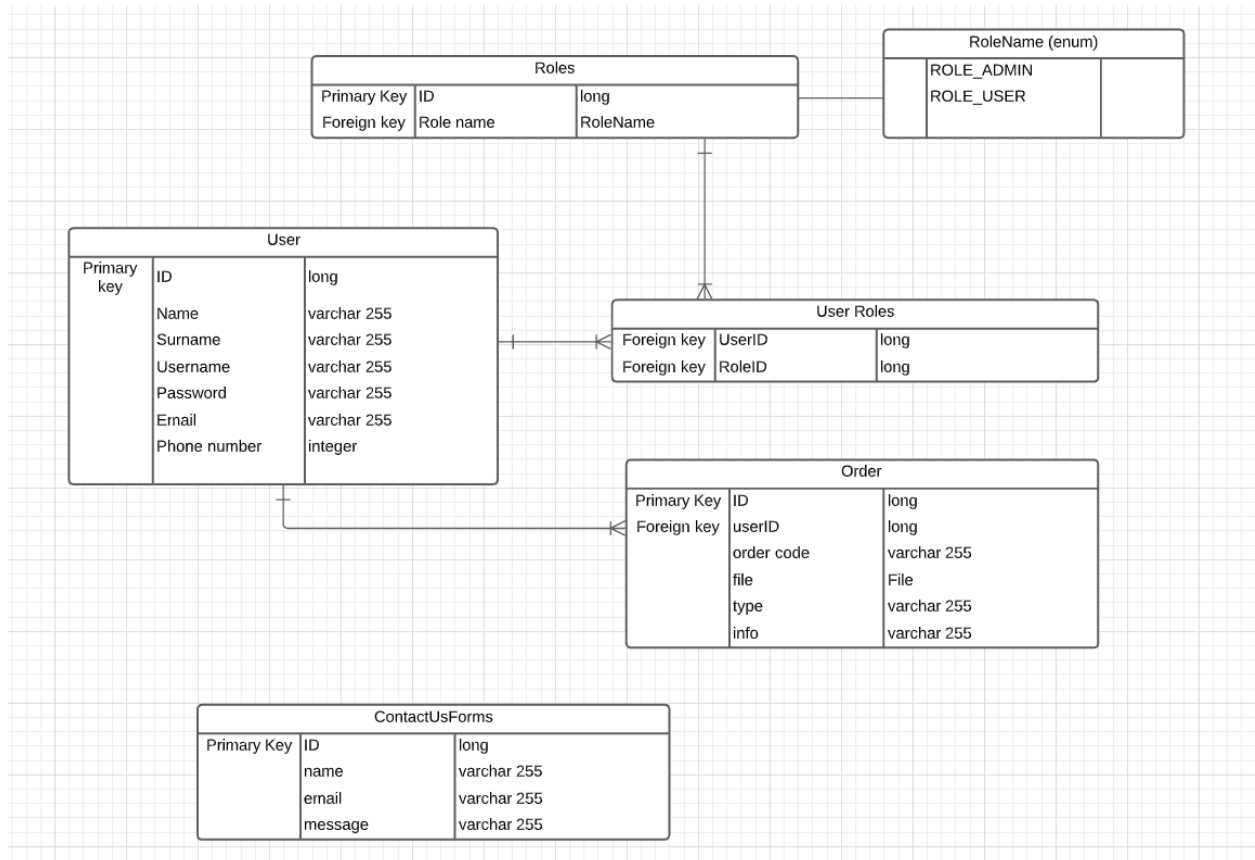 RoleName (enum)
ROLE_ADMIN
ROLE_USER
Roles
Primary Key ID long
Foreign key Role name RoleName
User
Primary key ID long
Name varchar 255
Surname varchar 255
Username varchar 255
Password varchar 255
Email varchar 255
Phone number integer
User Roles
Foreign key UserID long
Foreign key RoleID long
Order
Primary Key ID long
Foreign key userID long
order code varchar 255
file File
type varchar 255
info varchar 255
ContactUsForms
Primary Key ID long
name varchar 255
email varchar 255
message varchar 255